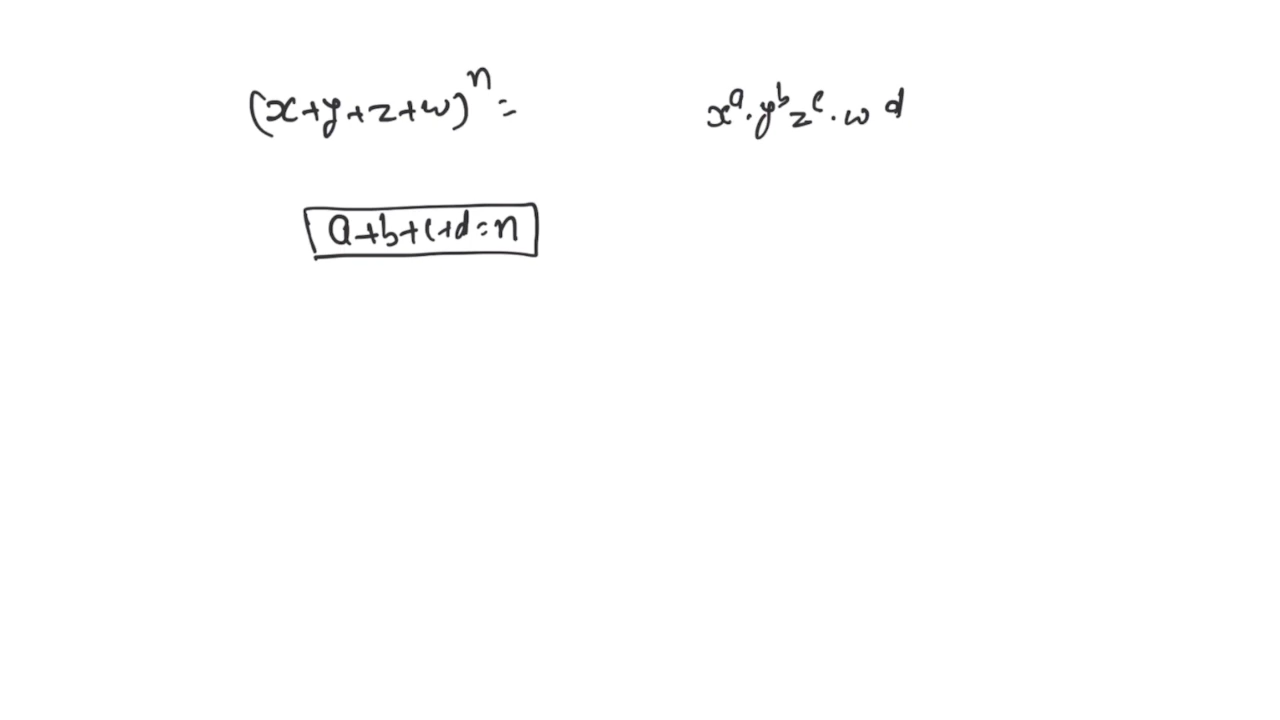 (x+y+z+w)^n = x^a·y^b z^c·w^d
a+b+c+d=n